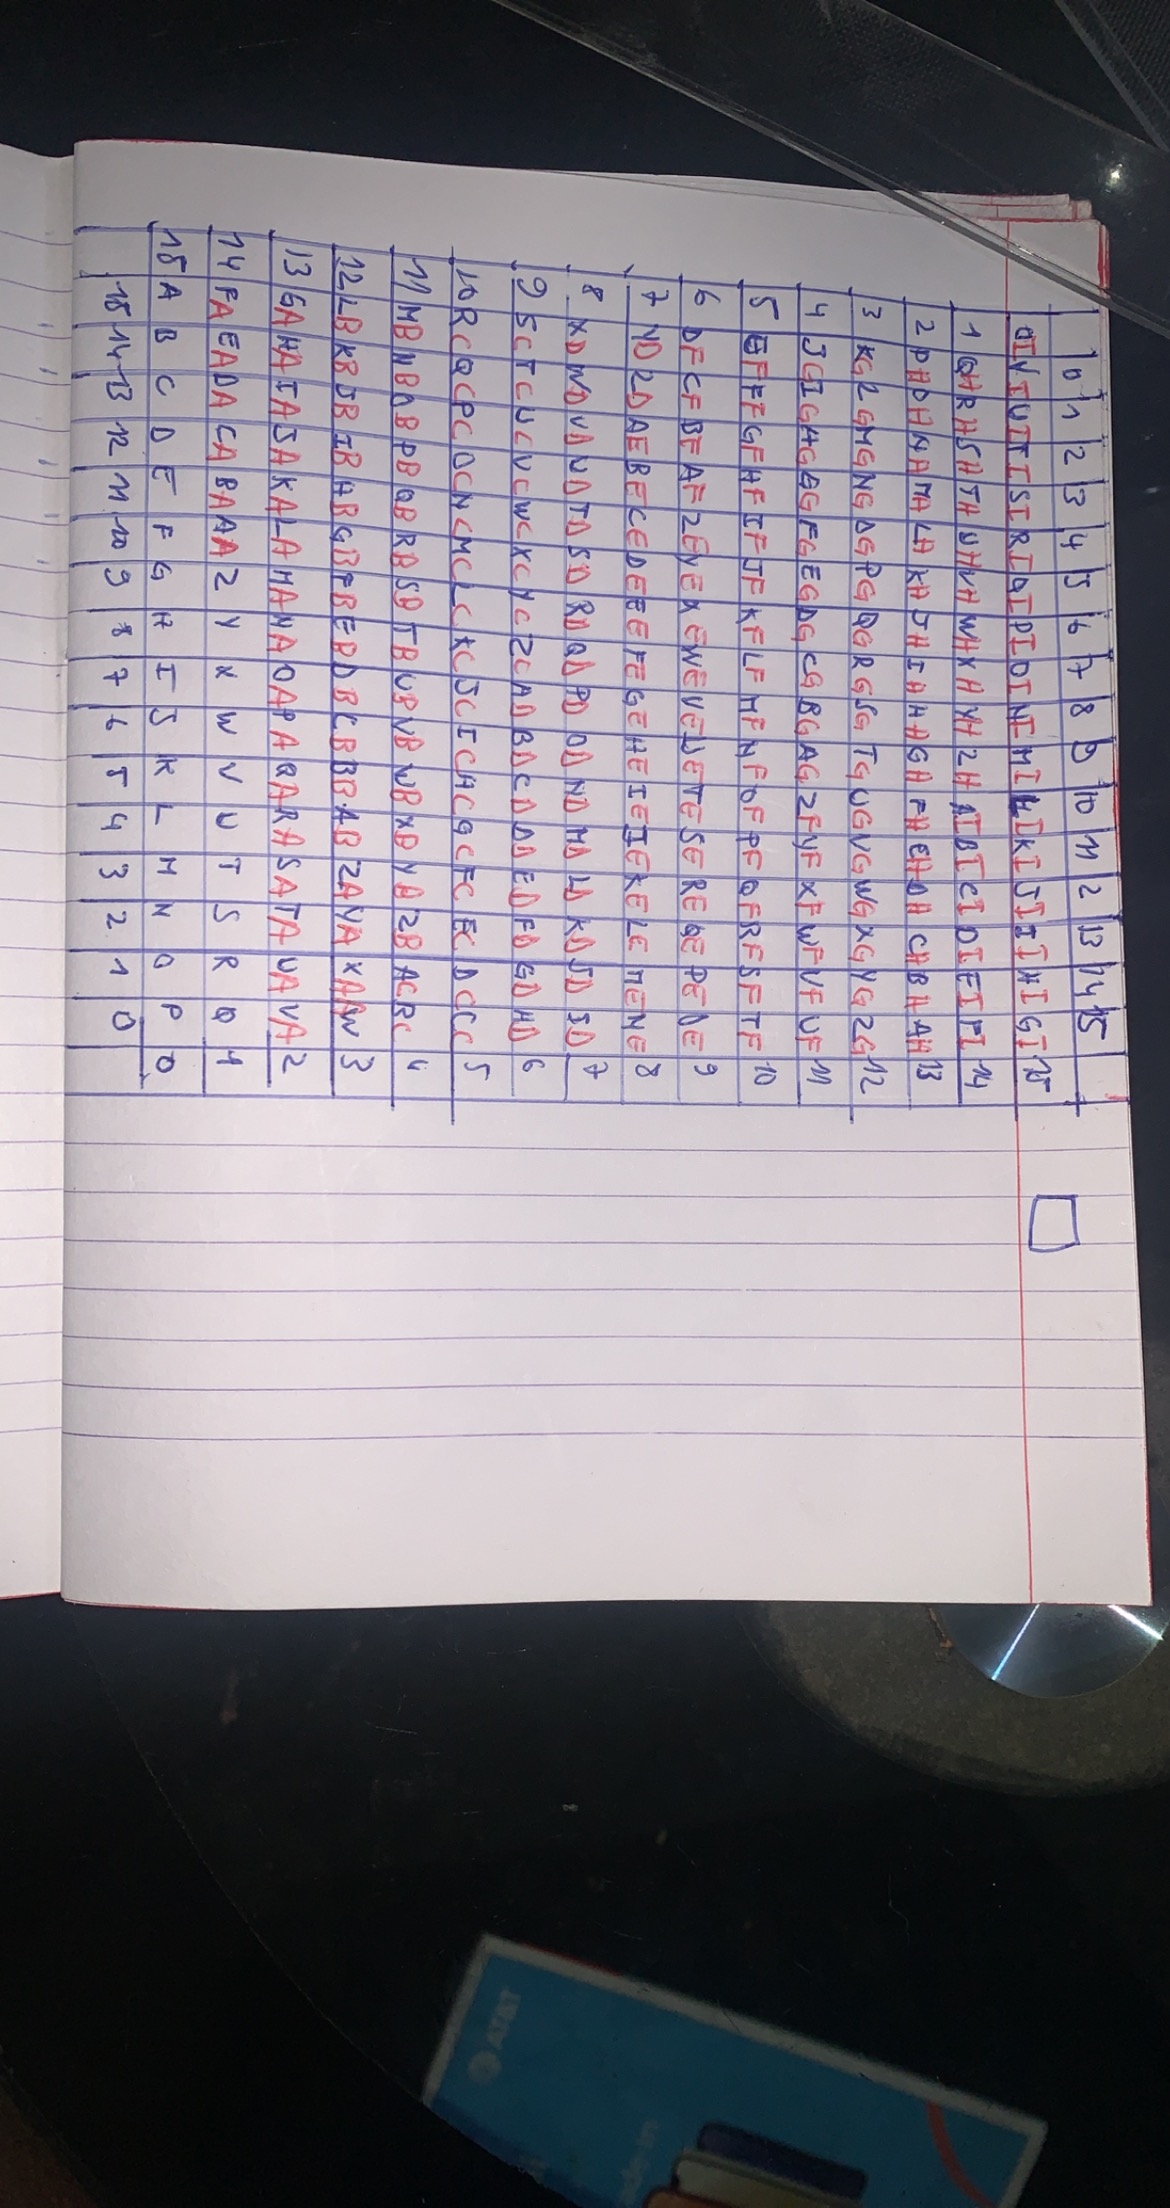 0 1 2 3 4 5 6 7 8 9 10 11 2 13 14 15
0I VI UI TI SI RI QI PI OI NI MI LI KI JI II HI GI 15
1 QH RH SH TH UH VH WH XH YH ZH AI BI CI DI EI FI 14
2 PH OH NH MH LH KH JH IH HH GH FH EH DH CH BH AH 13
3 KG LG MG NG OG PG QG RG SG TG UG VG WG XG YG ZG 12
4 JG IG HG GG FG EG DG CG BG AG ZF YF XF WF VF UF 11
5 EF FF GF HF IF JF KF LF MF NF OF PF QF RF SF TF 10
6 DF CF BF AF ZE YE XE WE VE UE TE SE RE QE PE OE 9
7 YD ZD AE BE CE DE EE FE GE HE IE JE KE LE ME NE 8
8 XD WD VD UD TD SD RD QD PD OD ND MD LD KD JD ID 7
9 SC TC UC VC WC XC YC ZC AD BD CD DD ED FD GD HD 6
10 RC QC PC OC NC MC LC KC JC IC HC GC FC EC DC CC 5
11 MB NB OB PB QB RB SB TB UB VB WB XB YB ZB AC BC 4
12 LB KB JB IB HB GB FB EB DB CB BB AB ZA YA XA AW 3
13 GA HA IA JA KA LA MA NA OA PA QA RA SA TA UA VA 2
14 FA EA DA CA BA AA Z Y X W V U T S R Q 1
15 A B C D E F G H I J K L M N O P 0
15 14 13 12 11 10 9 8 7 6 5 4 3 2 1 0
AT&T